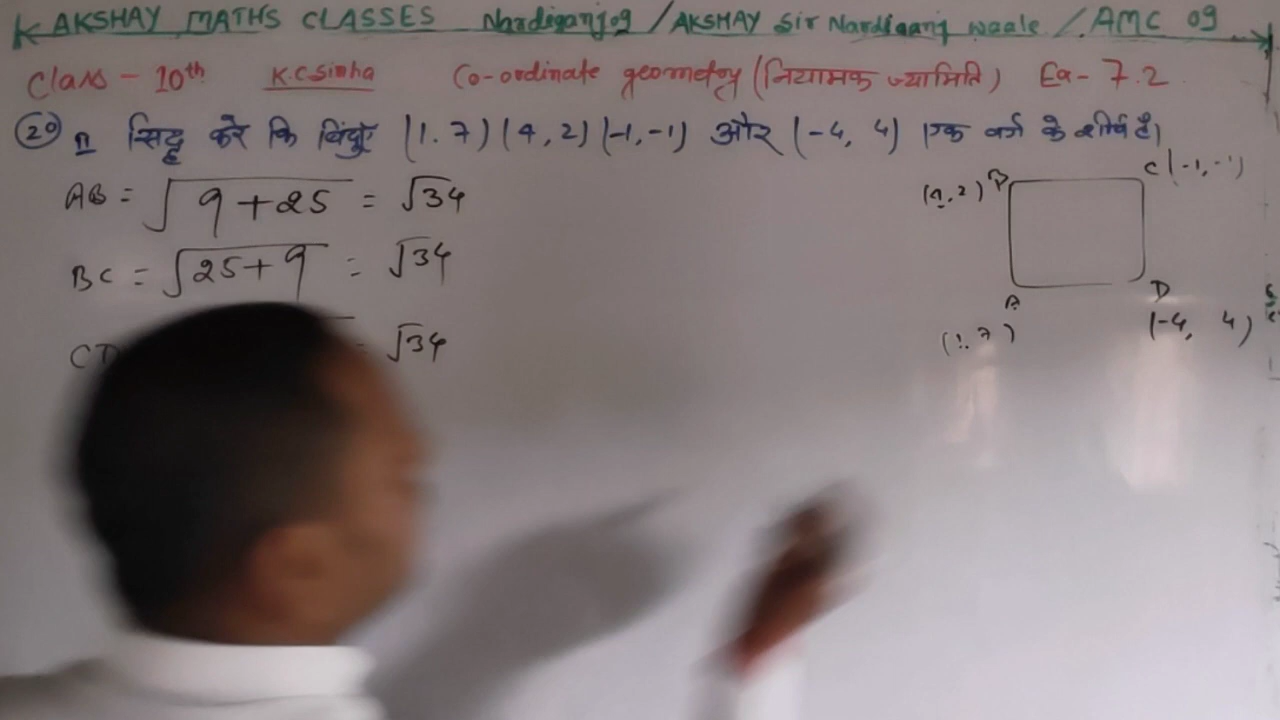 AKSHAY MATHS CLASSES Nardiganj09 / AKSHAY Sir Nardiganj waale / AMC 09
Class - 10th K.C.Sinha Co-ordinate geometry (नियामक ज्यामिति) Ex- 7.2
20 सिद्ध करे कि बिंदुएं (1.7) (4,2) (-1,-1) और (-4, 4) एक वर्ग के शीर्ष है।
AB = √9+25 = √34
(4,2) B
C (-1,-1)
BC = √25+9 = √34
A
D
(1.7)
(-4, 4)
CD = √34